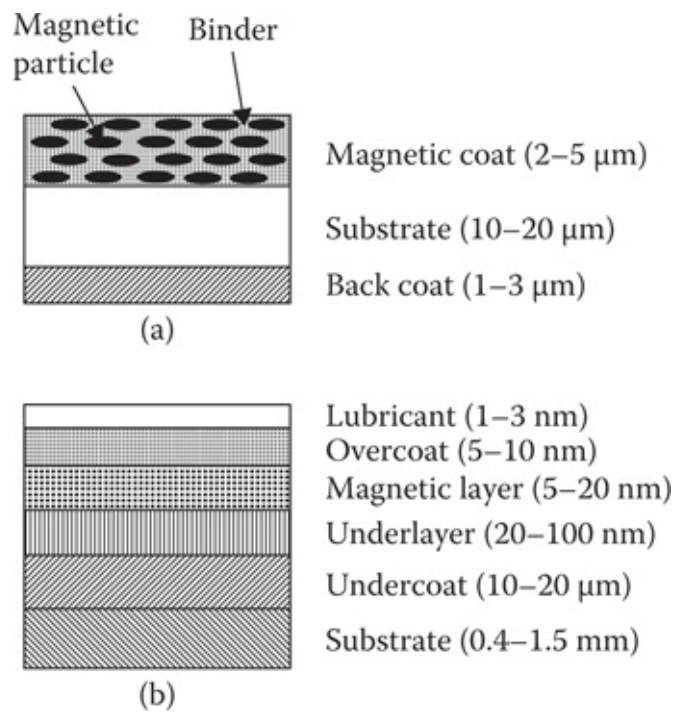 Magnetic
particle
Binder
Magnetic coat (2–5 μm)
Substrate (10–20 μm)
Back coat (1–3 μm)
(a)
Lubricant (1–3 nm)
Overcoat (5–10 nm)
Magnetic layer (5–20 nm)
Underlayer (20–100 nm)
Undercoat (10–20 μm)
Substrate (0.4–1.5 mm)
(b)